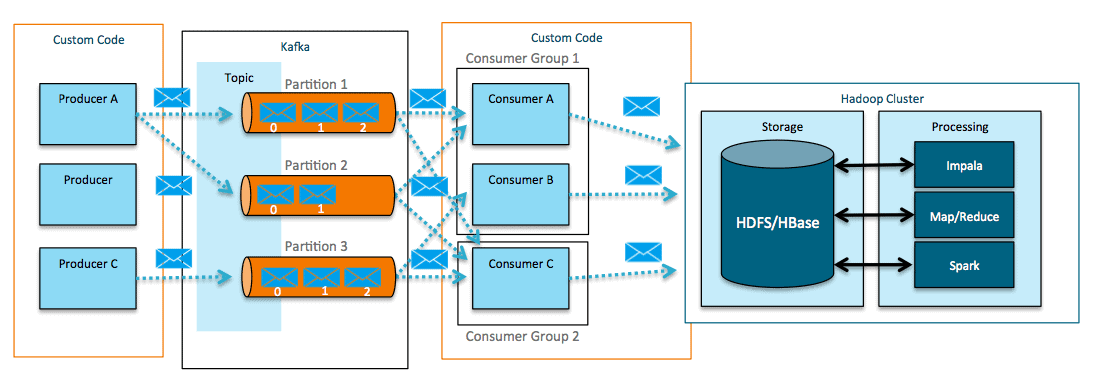 Custom Code
Producer A
Producer
Producer C
Kafka
Topic
Partition 1
0 1 2
Partition 2
0 1
Partition 3
0 1 2
Custom Code
Consumer Group 1
Consumer A
Consumer B
Consumer C
Consumer Group 2
Hadoop Cluster
Storage
HDFS/HBase
Processing
Impala
Map/Reduce
Spark